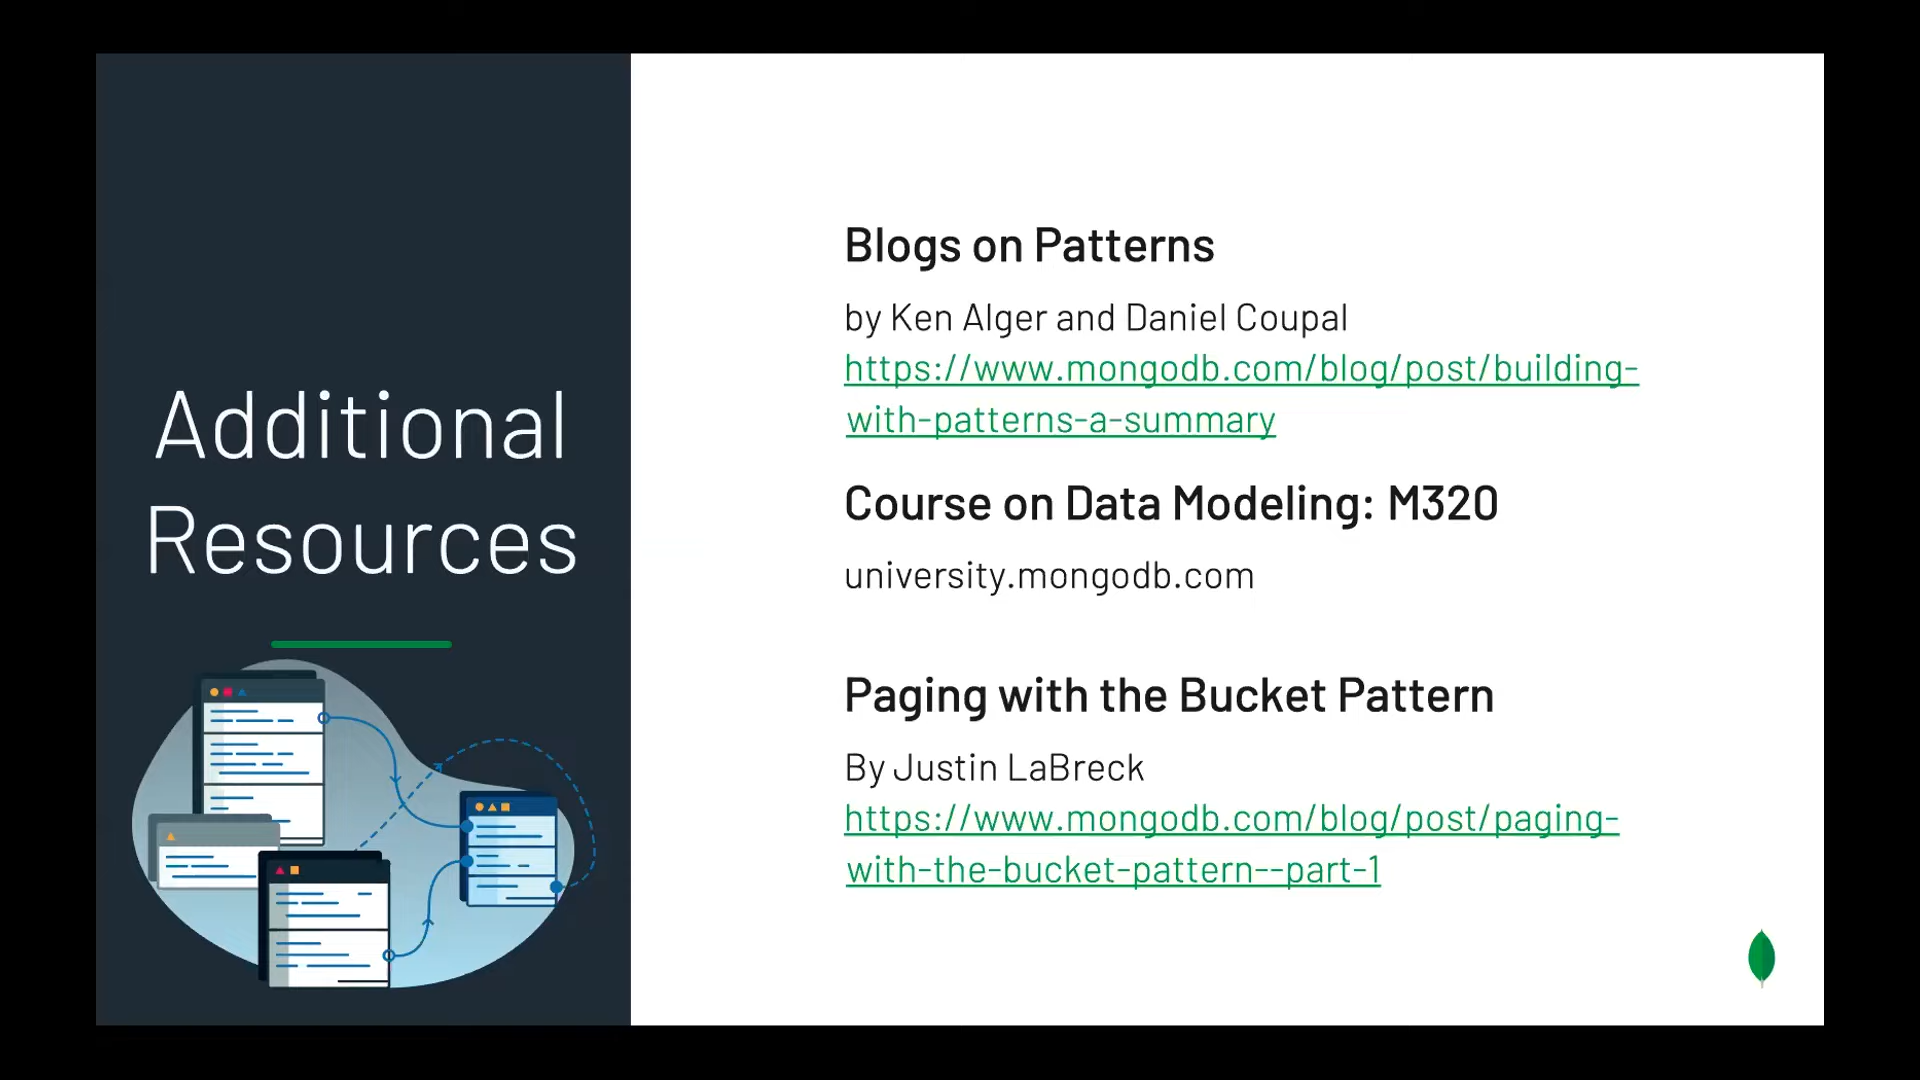 Additional
Resources
Blogs on Patterns
by Ken Alger and Daniel Coupal
https://www.mongodb.com/blog/post/building-
with-patterns-a-summary
Course on Data Modeling: M320
university.mongodb.com
Paging with the Bucket Pattern
By Justin LaBreck
https://www.mongodb.com/blog/post/paging-
with-the-bucket-pattern--part-1